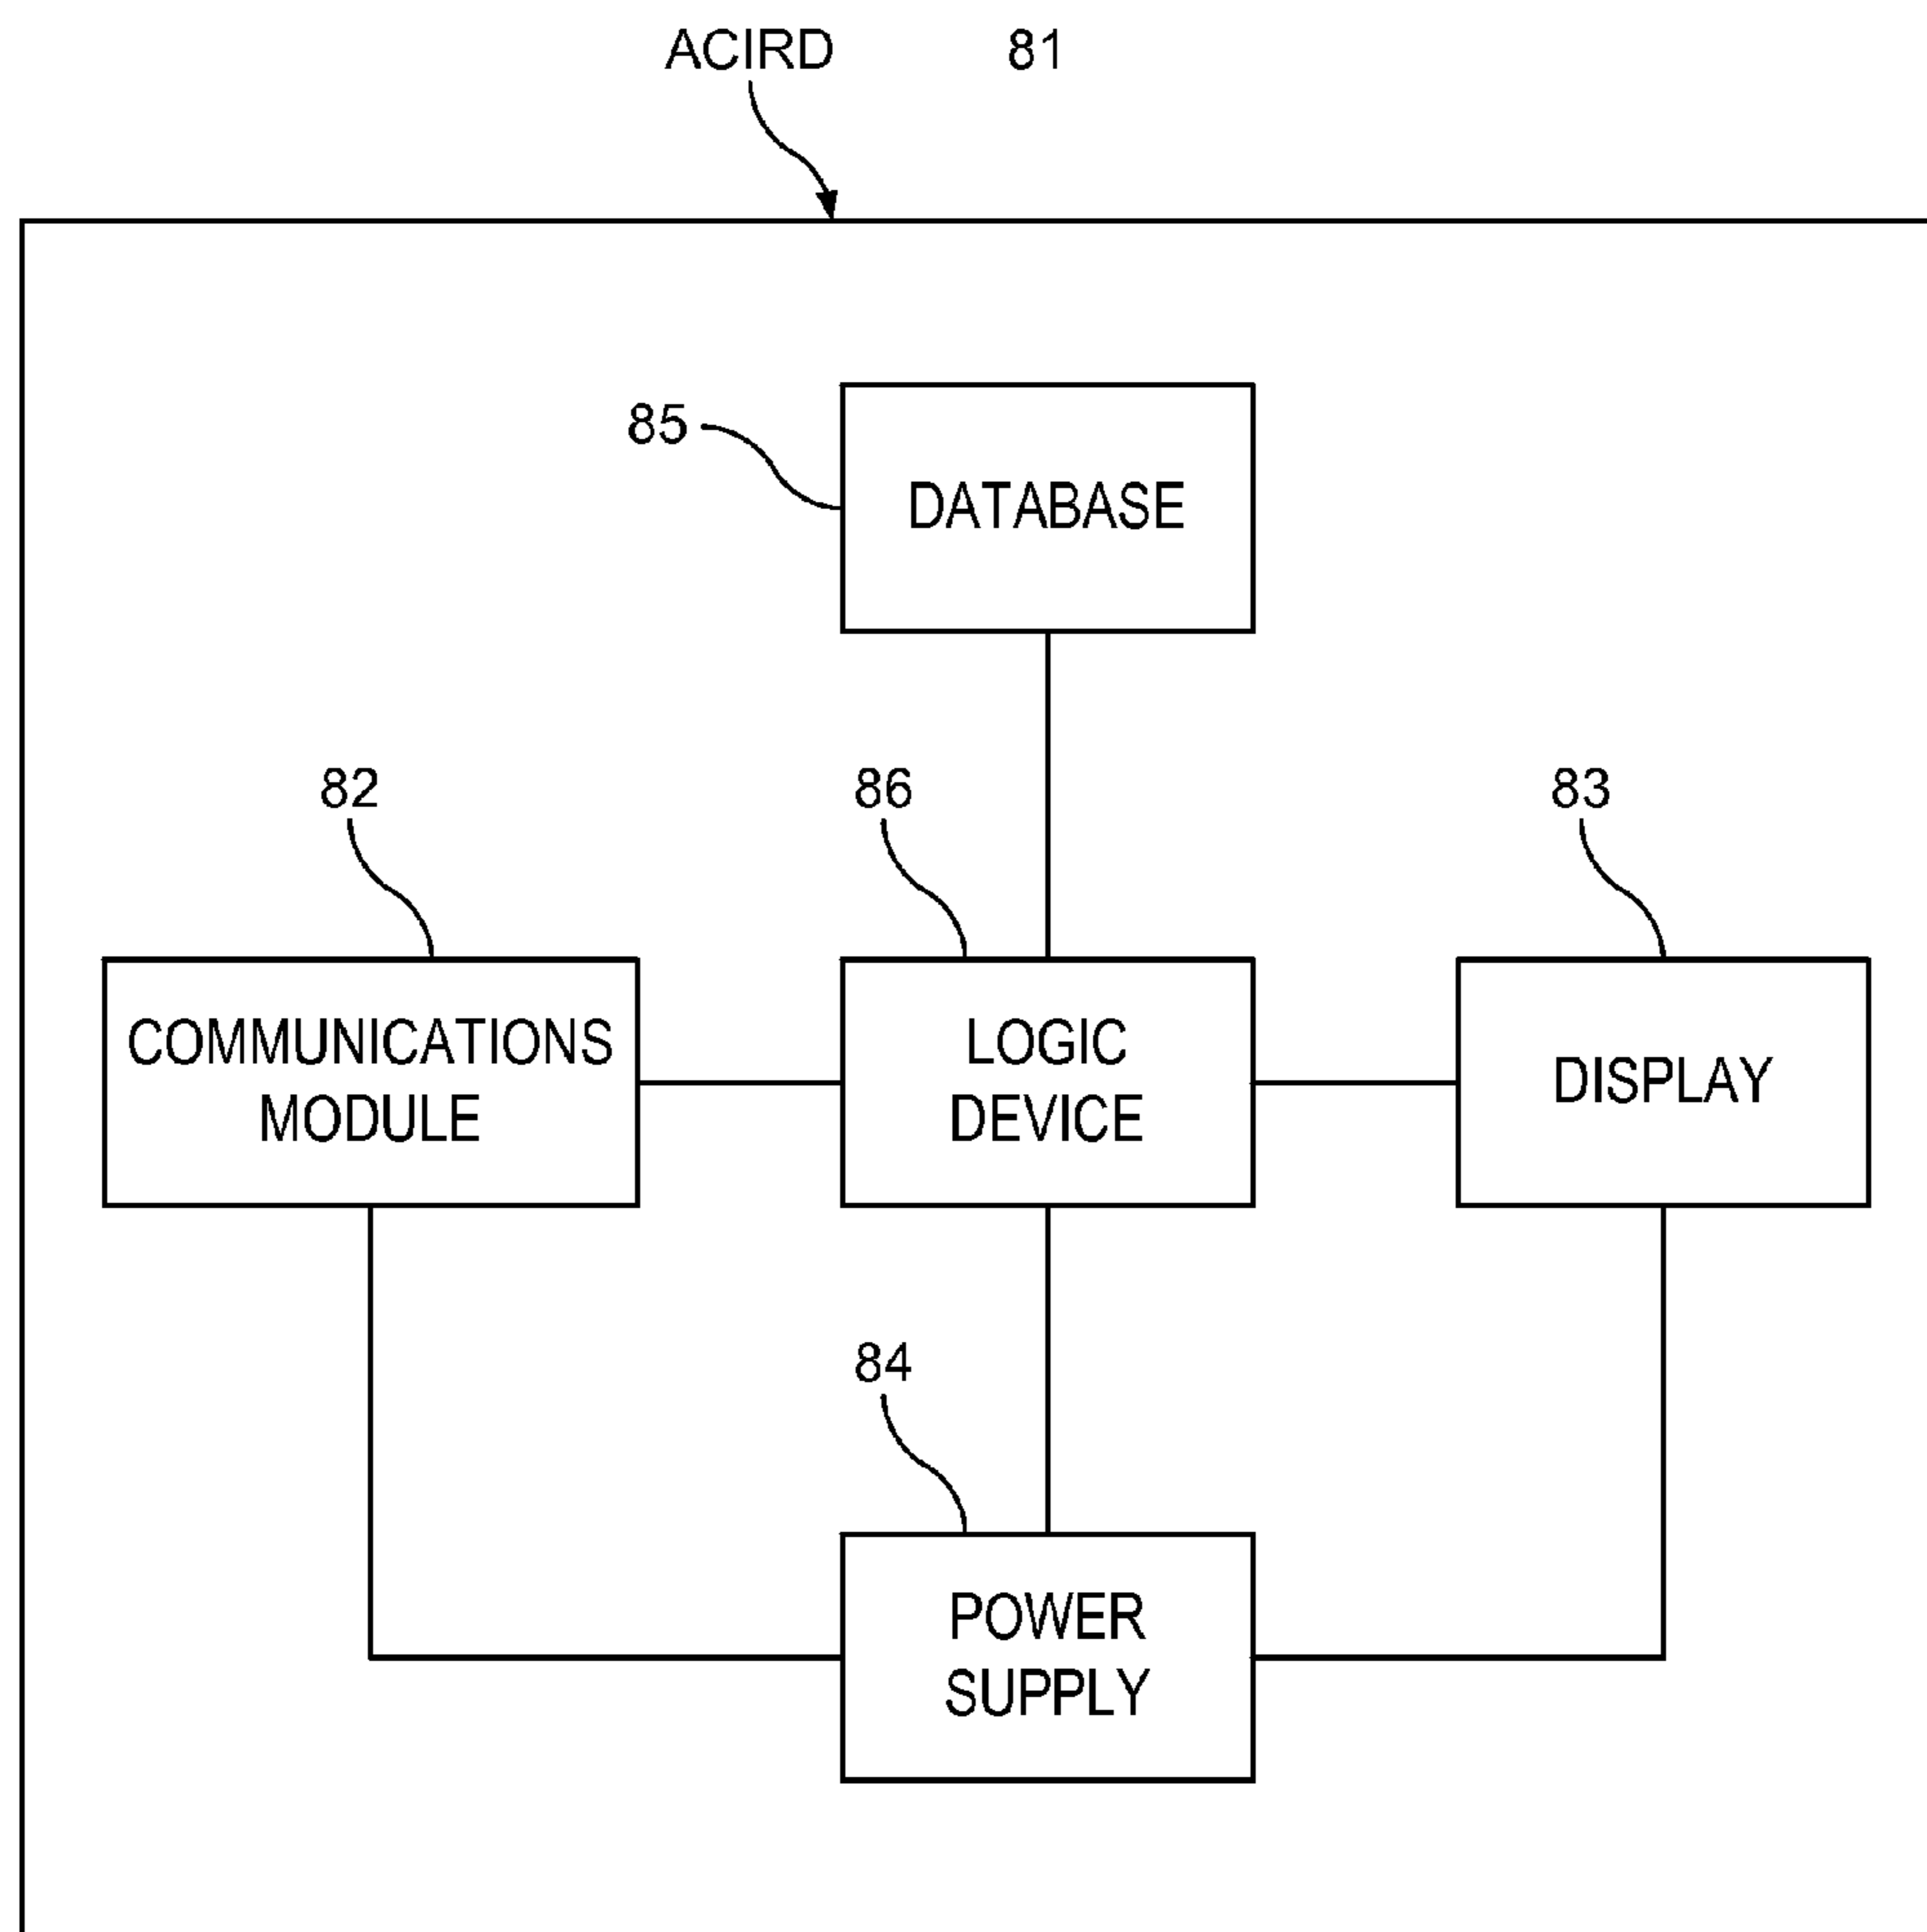 ACIRD 81
85
DATABASE
82
86
83
COMMUNICATIONS
MODULE
LOGIC
DEVICE
DISPLAY
84
POWER
SUPPLY